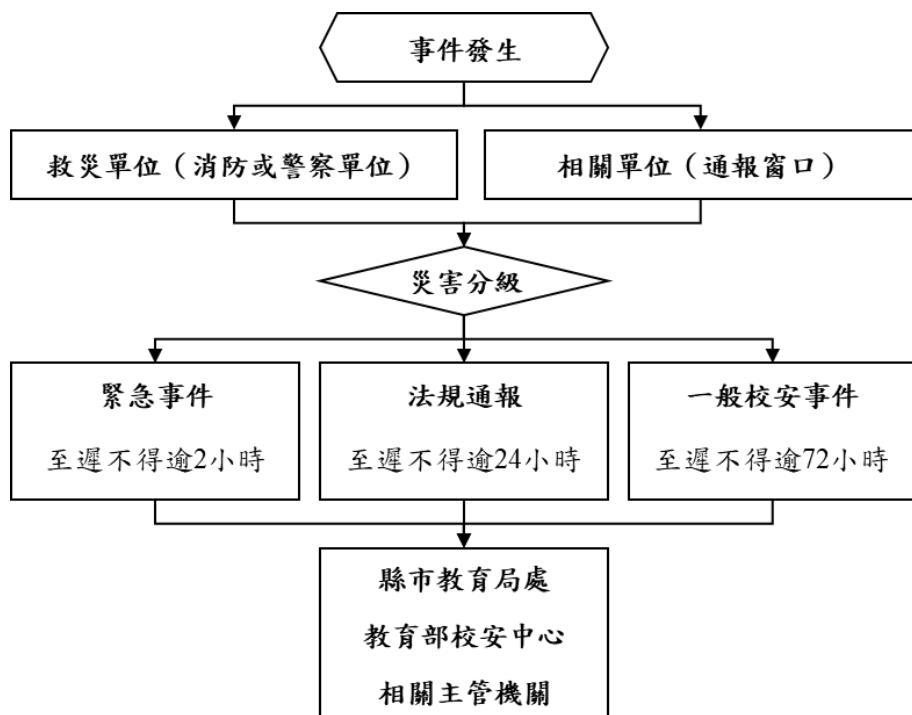 事件發生
救災單位（消防或警察單位）
相關單位（通報窗口）
災害分級
緊急事件
至遲不得逾2小時
法規通報
至遲不得逾24小時
一般校安事件
至遲不得逾72小時
縣市教育局處
教育部校安中心
相關主管機關